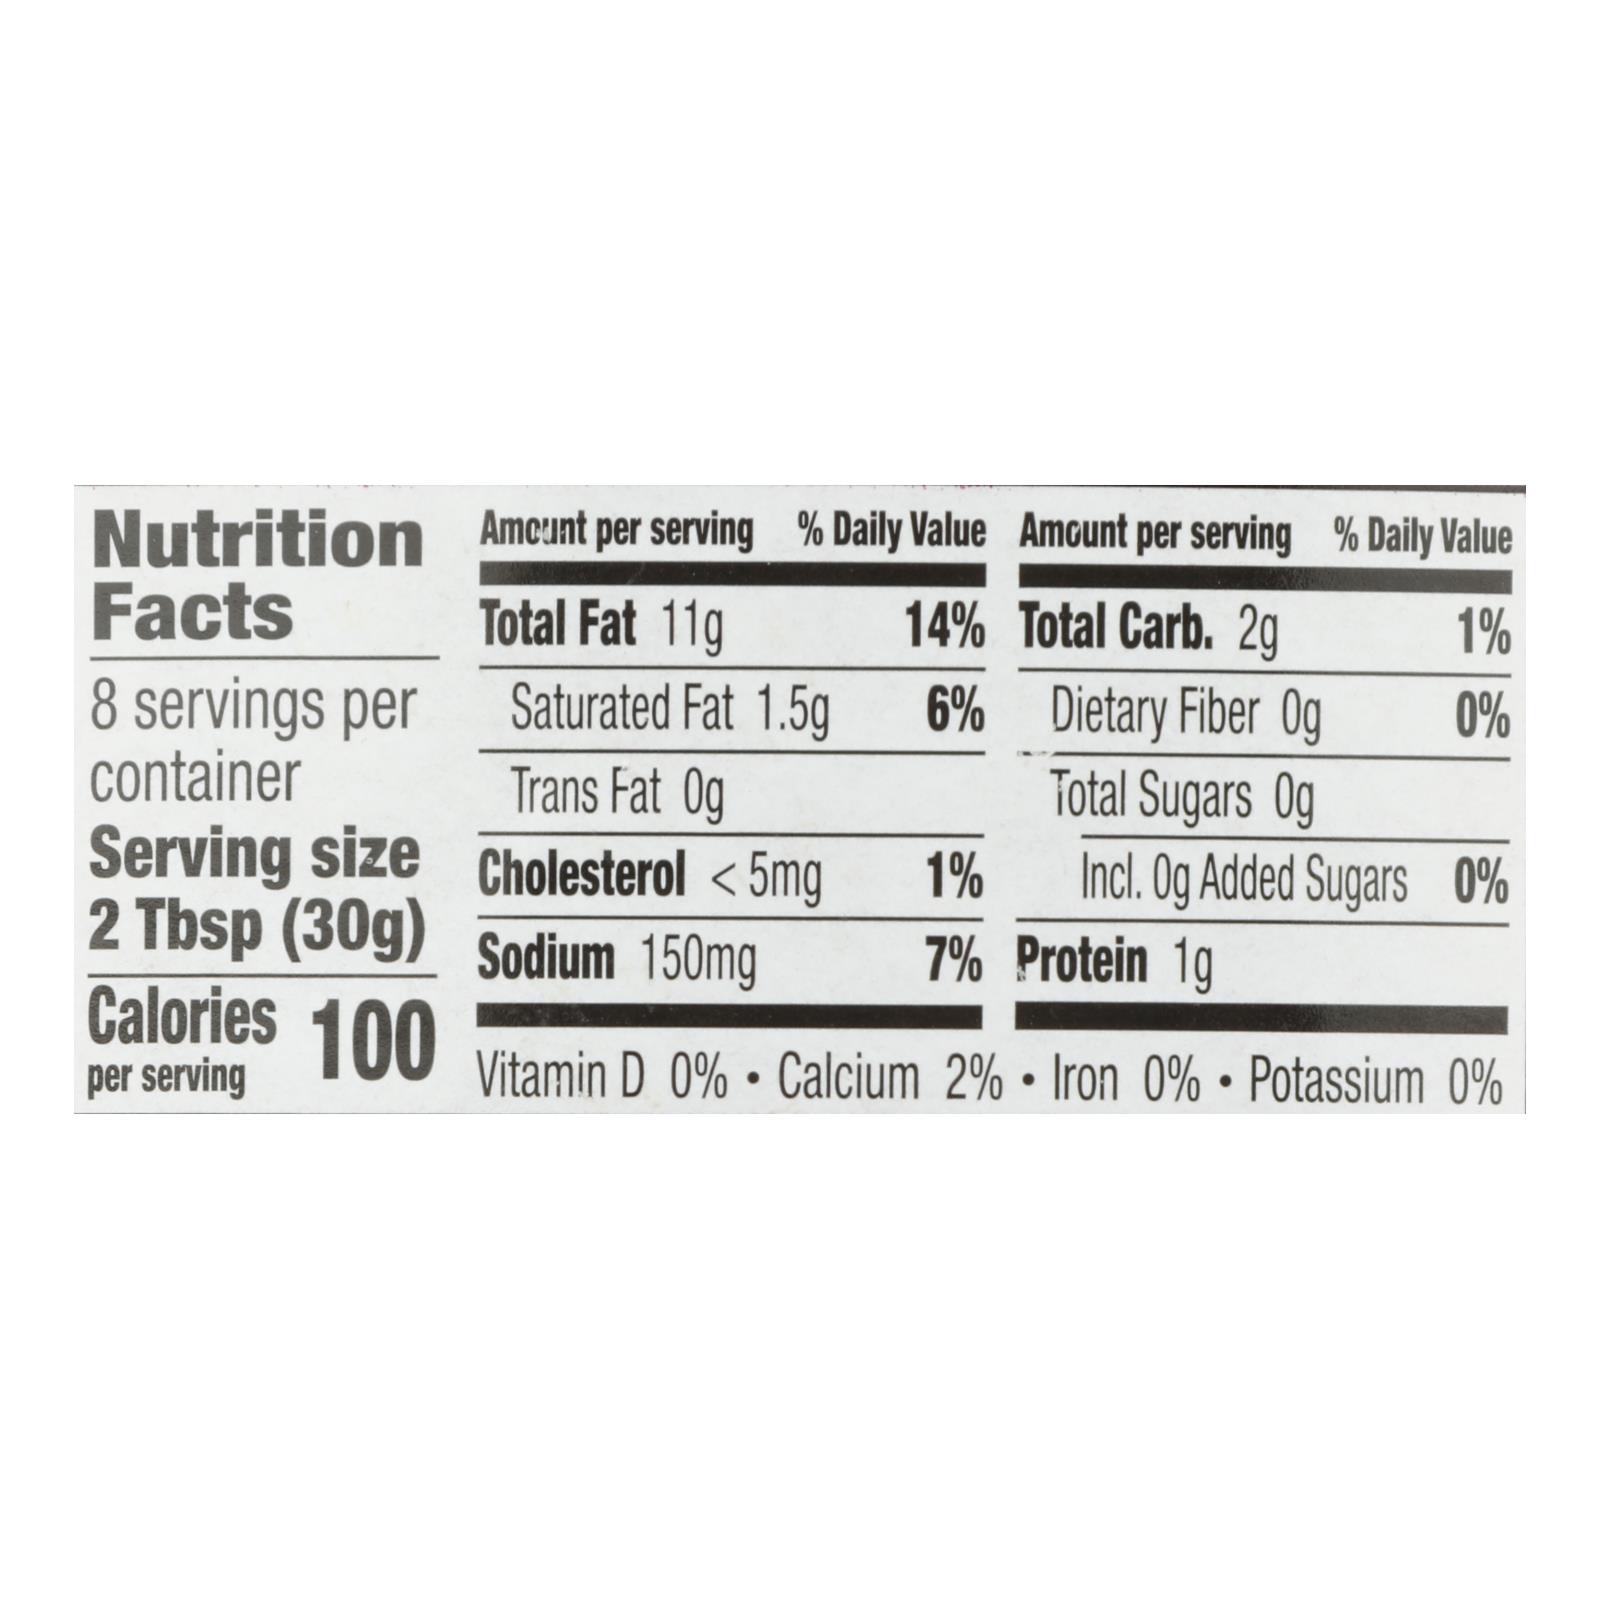 Nutrition
Facts
8 servings per
container
Serving size
2 Tbsp (30g)
Calories 100
per serving
Amount per serving % Daily Value
Total Fat 11g 14%
Saturated Fat 1.5g 6%
Trans Fat 0g
Cholesterol < 5mg 1%
Sodium 150mg 7%
Amount per serving % Daily Value
Total Carb. 2g 1%
Dietary Fiber 0g 0%
Total Sugars 0g
Incl. 0g Added Sugars 0%
Protein 1g
Vitamin D 0% • Calcium 2% • Iron 0% • Potassium 0%